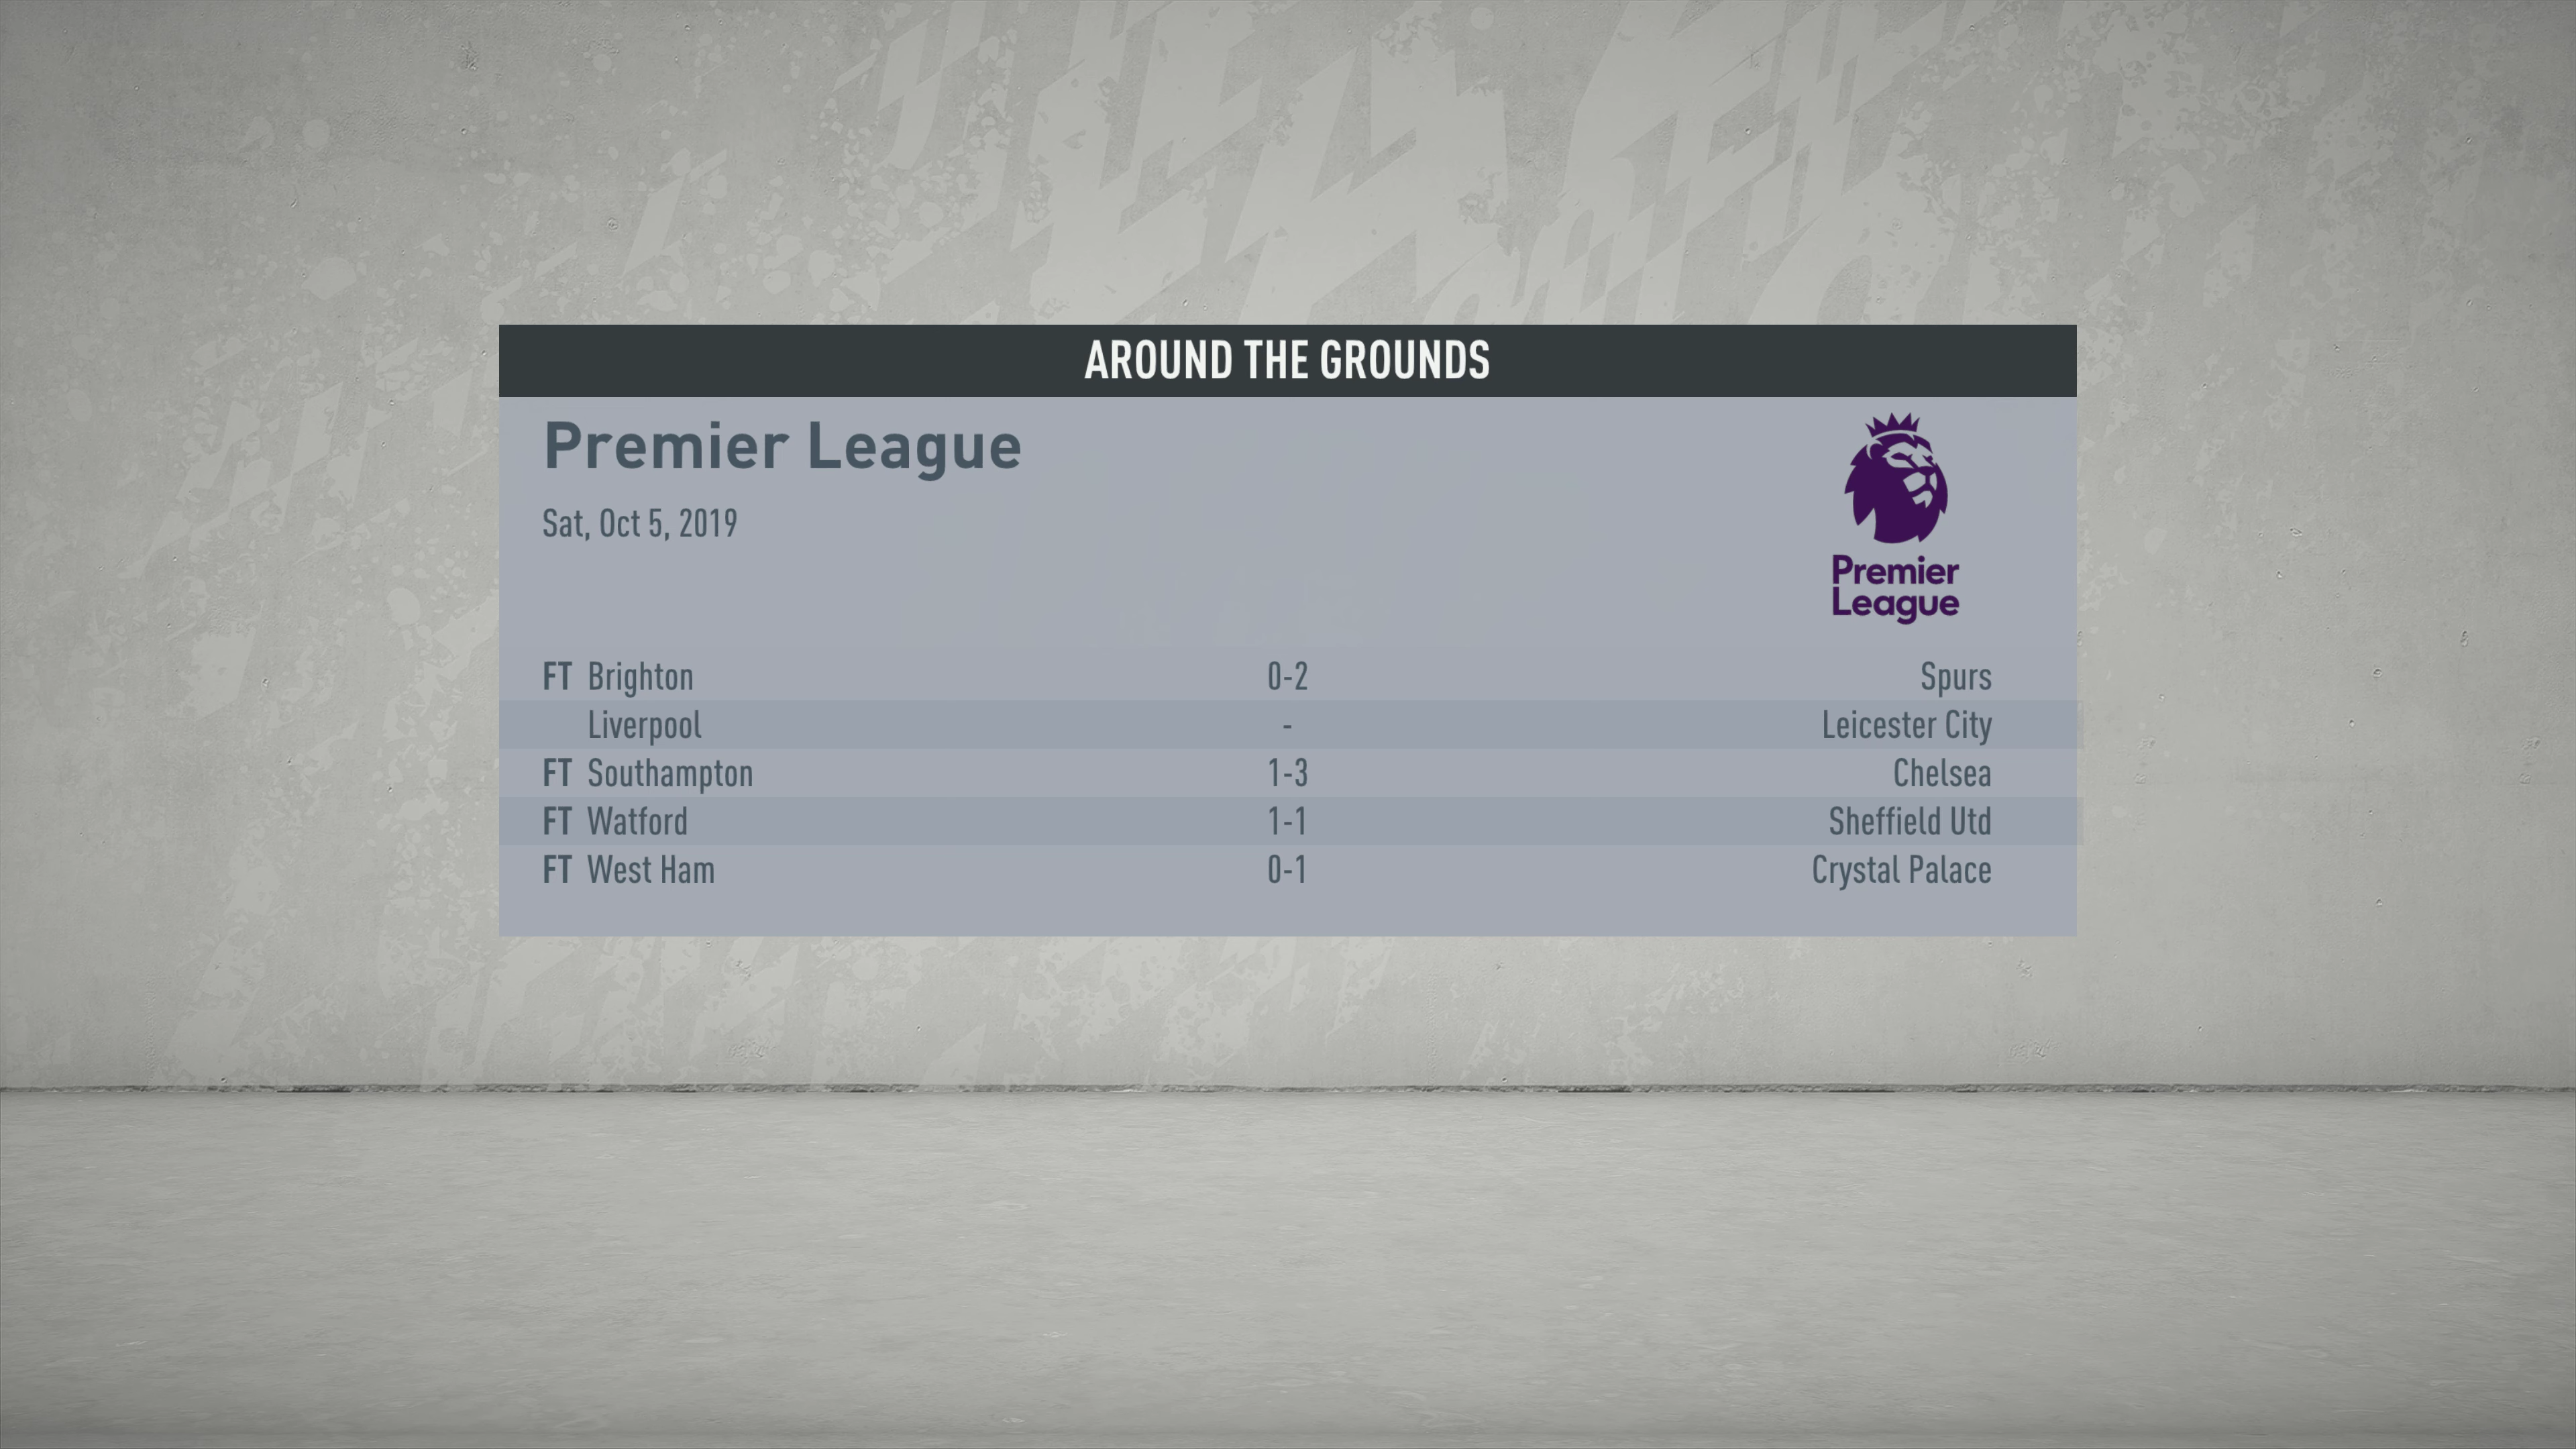 AROUND THE GROUNDS
Premier League
Sat, Oct 5, 2019
Premier
League
FT Brighton 0-2 Spurs
Liverpool - Leicester City
FT Southampton 1-3 Chelsea
FT Watford 1-1 Sheffield Utd
FT West Ham 0-1 Crystal Palace